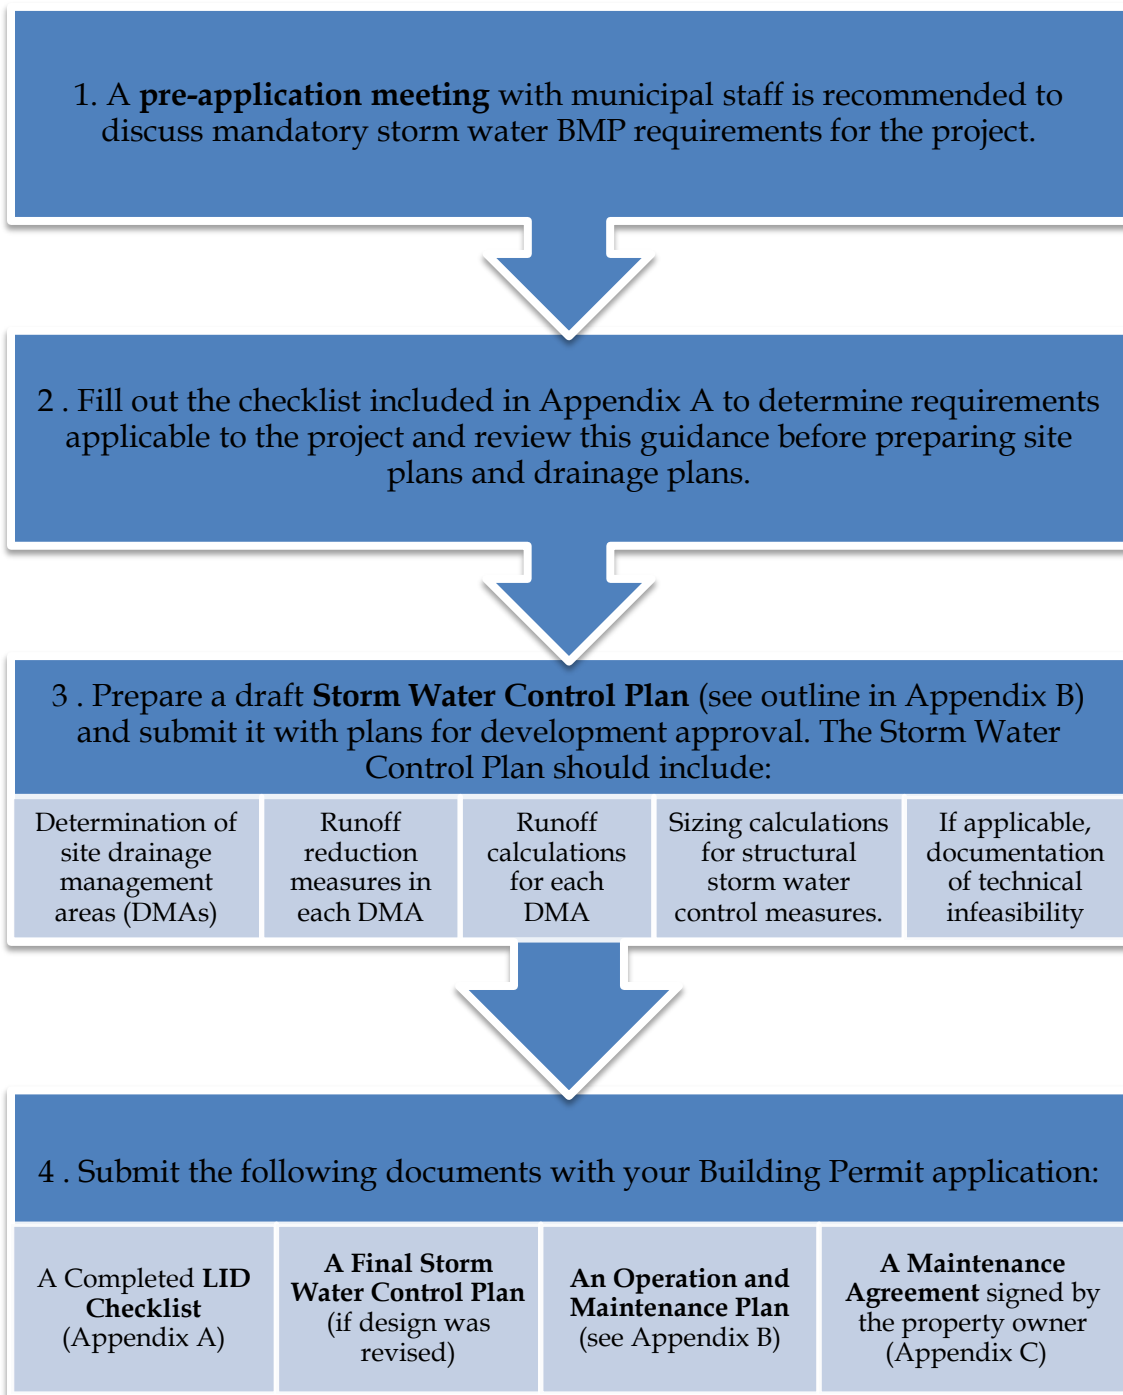 1. A pre-application meeting with municipal staff is recommended to
discuss mandatory storm water BMP requirements for the project.
2 . Fill out the checklist included in Appendix A to determine requirements
applicable to the project and review this guidance before preparing site
plans and drainage plans.
3 . Prepare a draft Storm Water Control Plan (see outline in Appendix B)
and submit it with plans for development approval. The Storm Water
Control Plan should include:
Determination of
site drainage
management
areas (DMAs)
Runoff
reduction
measures in
each DMA
Runoff
calculations
for each
DMA
Sizing calculations
for structural
storm water
control measures.
If applicable,
documentation
of technical
infeasibility
4 . Submit the following documents with your Building Permit application:
A Completed LID
Checklist
(Appendix A)
A Final Storm
Water Control Plan
(if design was
revised)
An Operation and
Maintenance Plan
(see Appendix B)
A Maintenance
Agreement signed by
the property owner
(Appendix C)